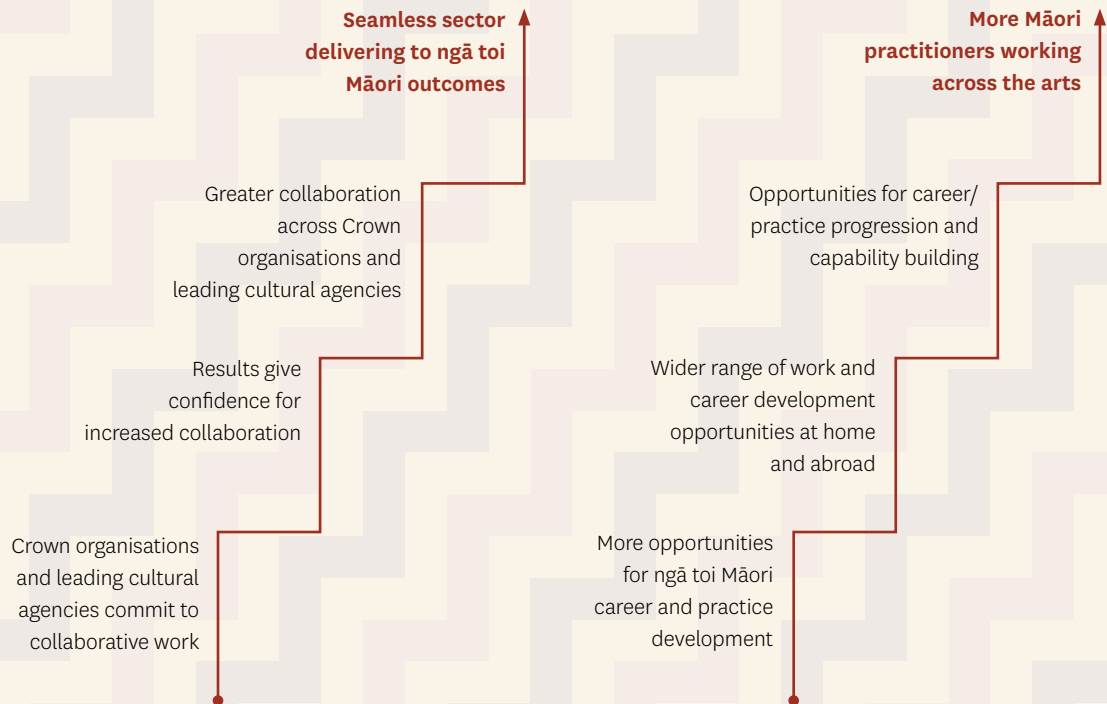 Seamless sector
delivering to ngā toi
Māori outcomes
Greater collaboration
across Crown
organisations and
leading cultural agencies
Results give
confidence for
increased collaboration
Crown organisations
and leading cultural
agencies commit to
collaborative work
More Māori
practitioners working
across the arts
Opportunities for career/
practice progression and
capability building
Wider range of work and
career development
opportunities at home
and abroad
More opportunities
for ngā toi Māori
career and practice
development